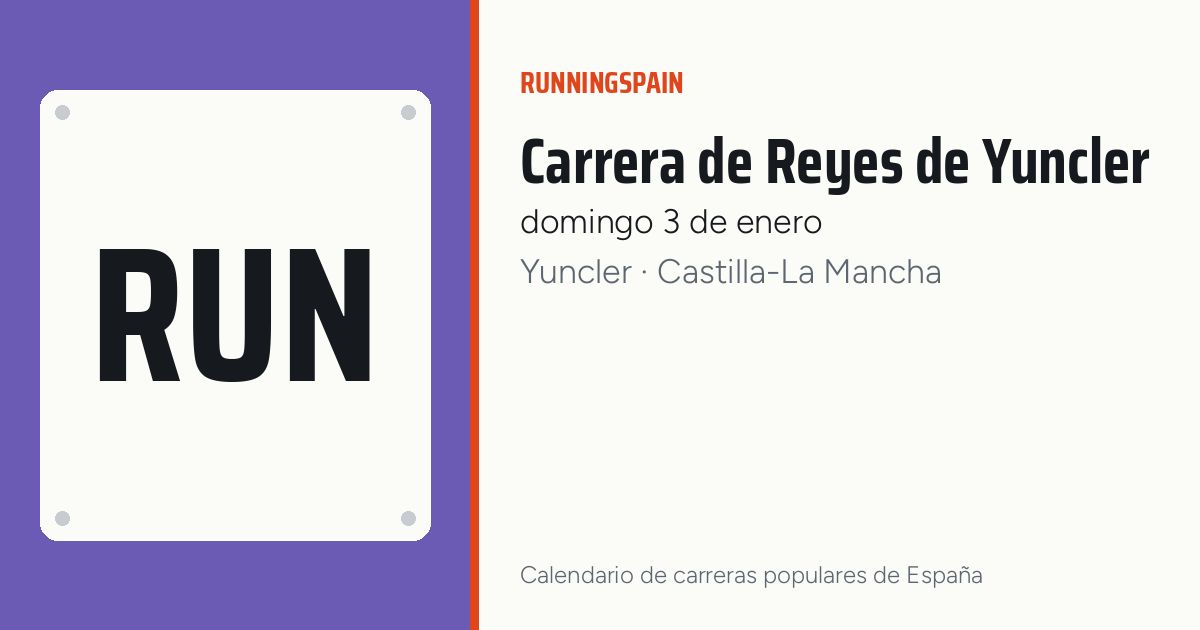 RUN
RUNNINGSPAIN
Carrera de Reyes de Yuncler
domingo 3 de enero
Yuncler · Castilla-La Mancha
Calendario de carreras populares de España